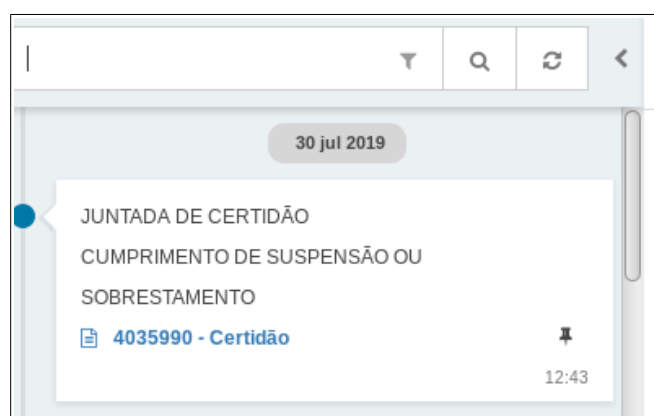 30 jul 2019
JUNTADA DE CERTIDÃO
CUMPRIMENTO DE SUSPENSÃO OU
SOBRESTAMENTO
4035990 - Certidão
12:43